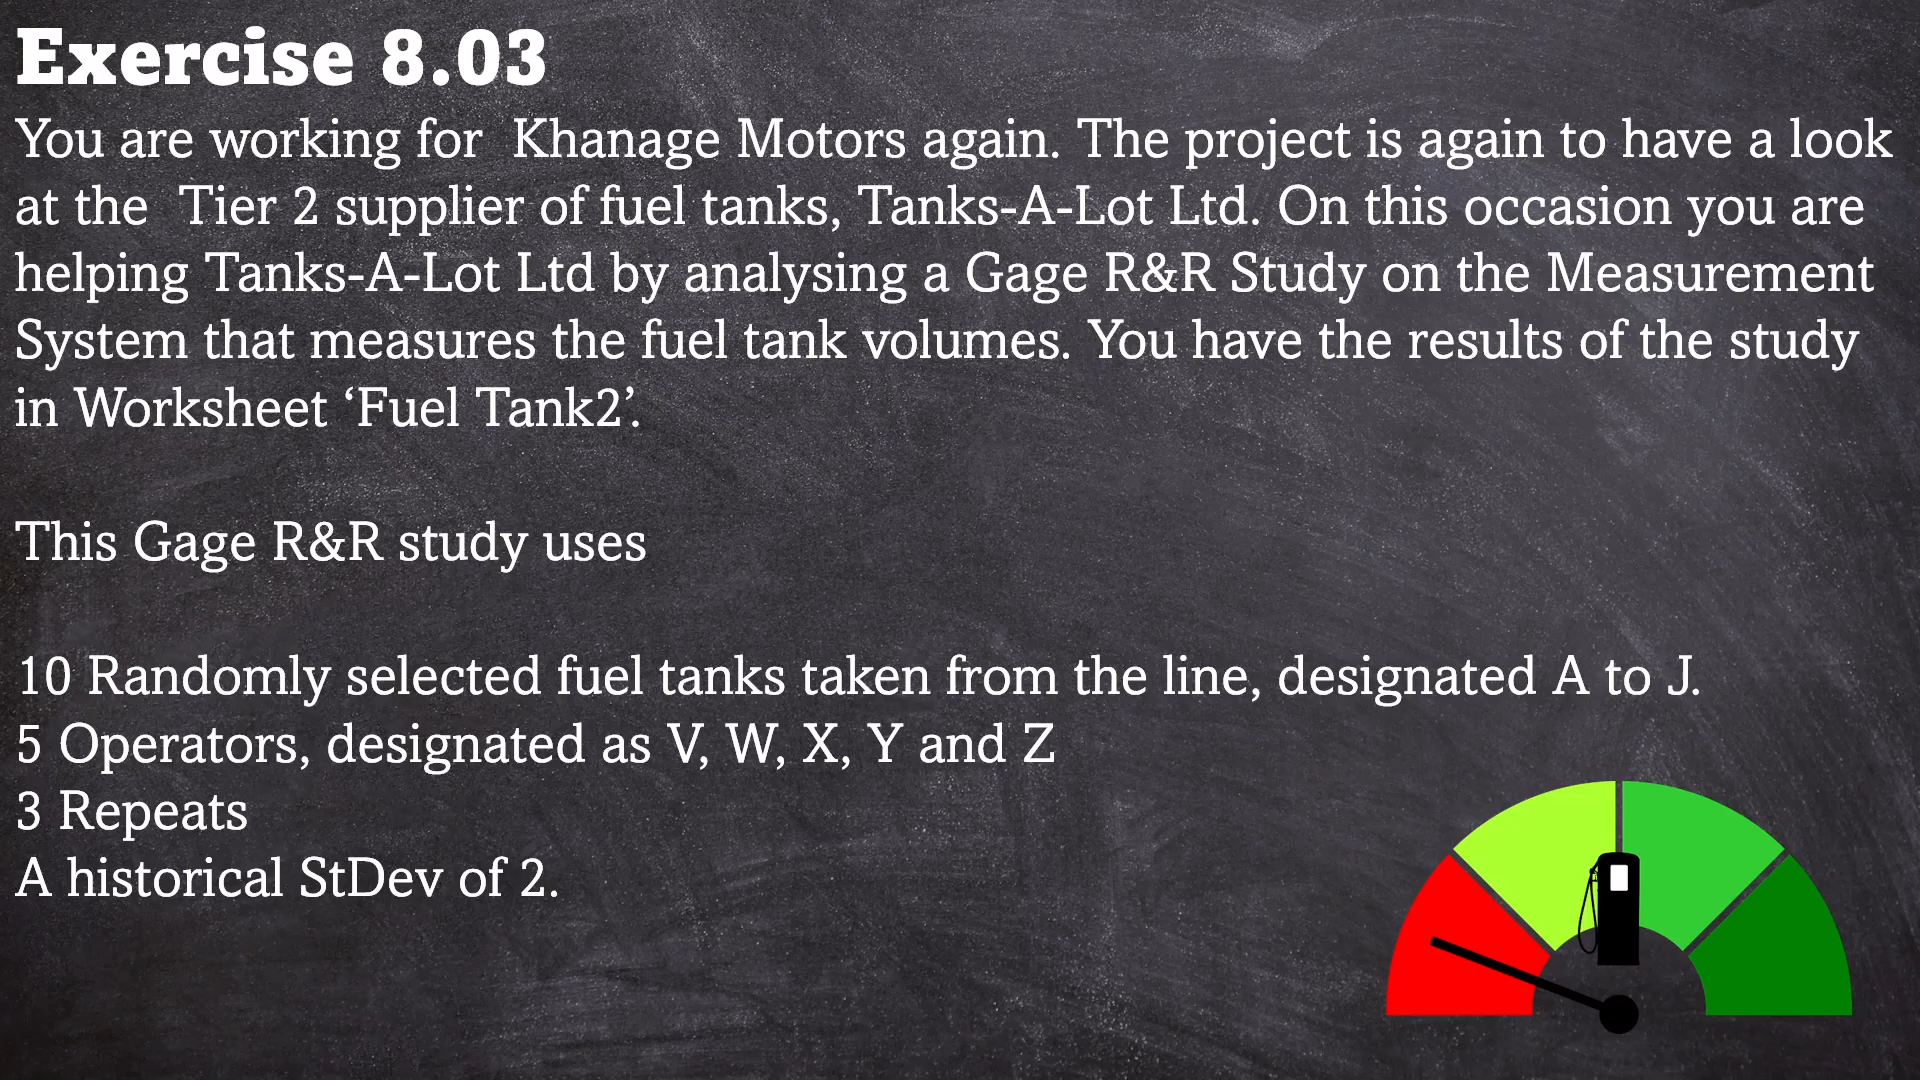 Exercise 8.03
You are working for  Khanage Motors again. The project is again to have a look
at the  Tier 2 supplier of fuel tanks, Tanks-A-Lot Ltd. On this occasion you are
helping Tanks-A-Lot Ltd by analysing a Gage R&R Study on the Measurement
System that measures the fuel tank volumes. You have the results of the study
in Worksheet ‘Fuel Tank2’.
This Gage R&R study uses
10 Randomly selected fuel tanks taken from the line, designated A to J.
5 Operators, designated as V, W, X, Y and Z
3 Repeats
A historical StDev of 2.